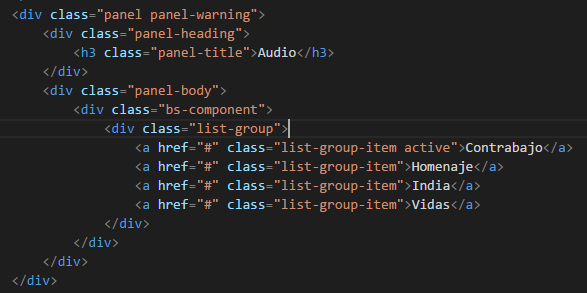 <div class="panel panel-warning">
    <div class="panel-heading">
        <h3 class="panel-title">Audio</h3>
    </div>
    <div class="panel-body">
        <div class="bs-component">
            <div class="list-group">
                <a href="#" class="list-group-item active">Contrabajo</a>
                <a href="#" class="list-group-item">Homenaje</a>
                <a href="#" class="list-group-item">India</a>
                <a href="#" class="list-group-item">Vidas</a>
            </div>
        </div>
    </div>
</div>